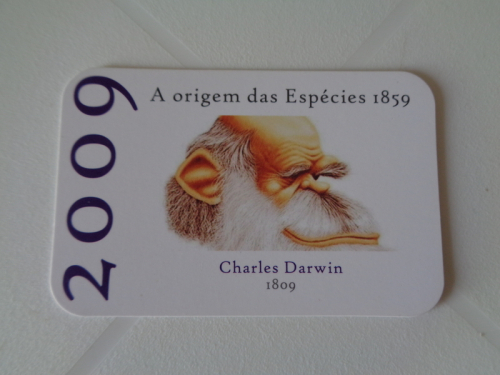 2009
A origem das Espécies 1859
Charles Darwin
1809